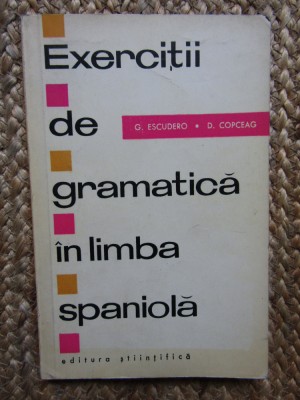 Exerciții
de
G. ESCUDERO • D. COPCEAG
gramatică
în limba
spaniolă
editura științifică